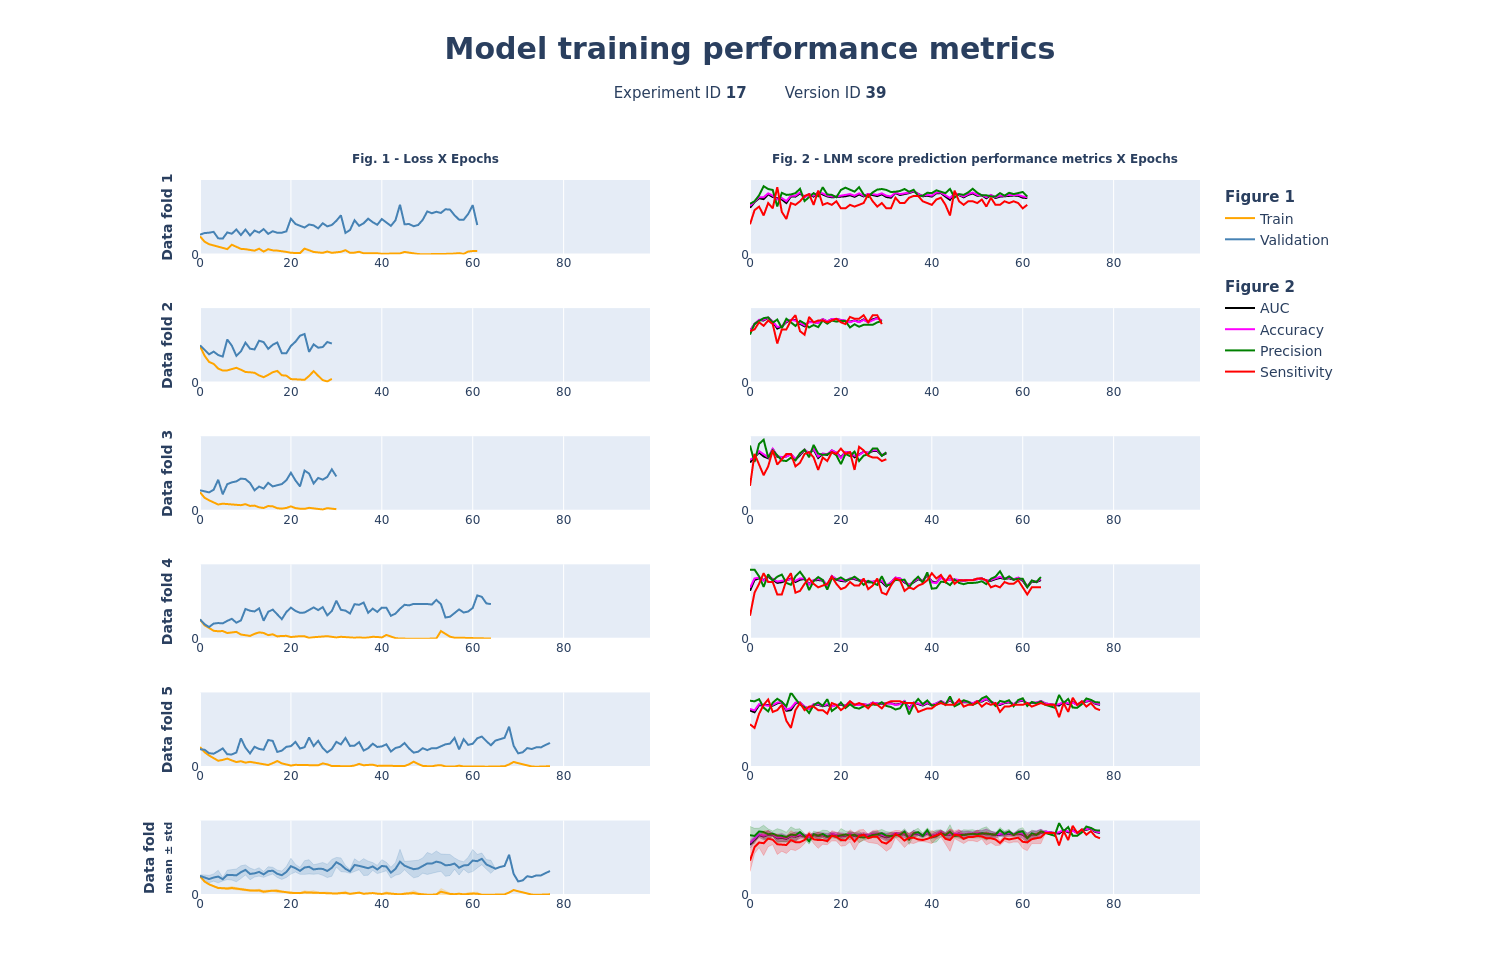 Model training performance metrics
Experiment ID 17 Version ID 39
Fig. 1 - Loss X Epochs
Fig. 2 - LNM score prediction performance metrics X Epochs
Data fold 1
0
0 20 40 60 80
0
0 20 40 60 80
Figure 1
Train
Validation
Figure 2
AUC
Accuracy
Precision
Sensitivity
Data fold 2
0
0 20 40 60 80
0
0 20 40 60 80
Data fold 3
0
0 20 40 60 80
0
0 20 40 60 80
Data fold 4
0
0 20 40 60 80
0
0 20 40 60 80
Data fold 5
0
0 20 40 60 80
0
0 20 40 60 80
Data fold
mean ± std
0
0 20 40 60 80
0
0 20 40 60 80